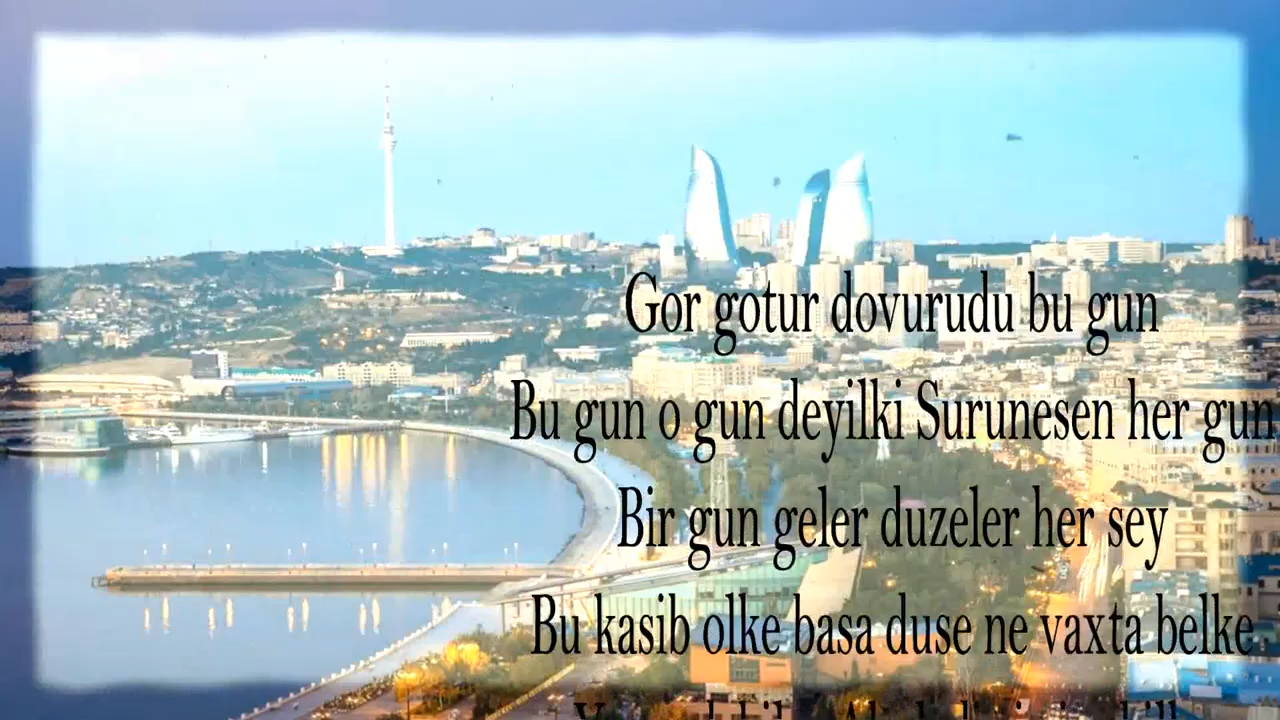 Gor gotur dovurudu bu gun
Bu gun o gun deyilki Surunesen her gun
Bir gun geler duzeler her sey
Bu kasib olke basa duse ne vaxta belke